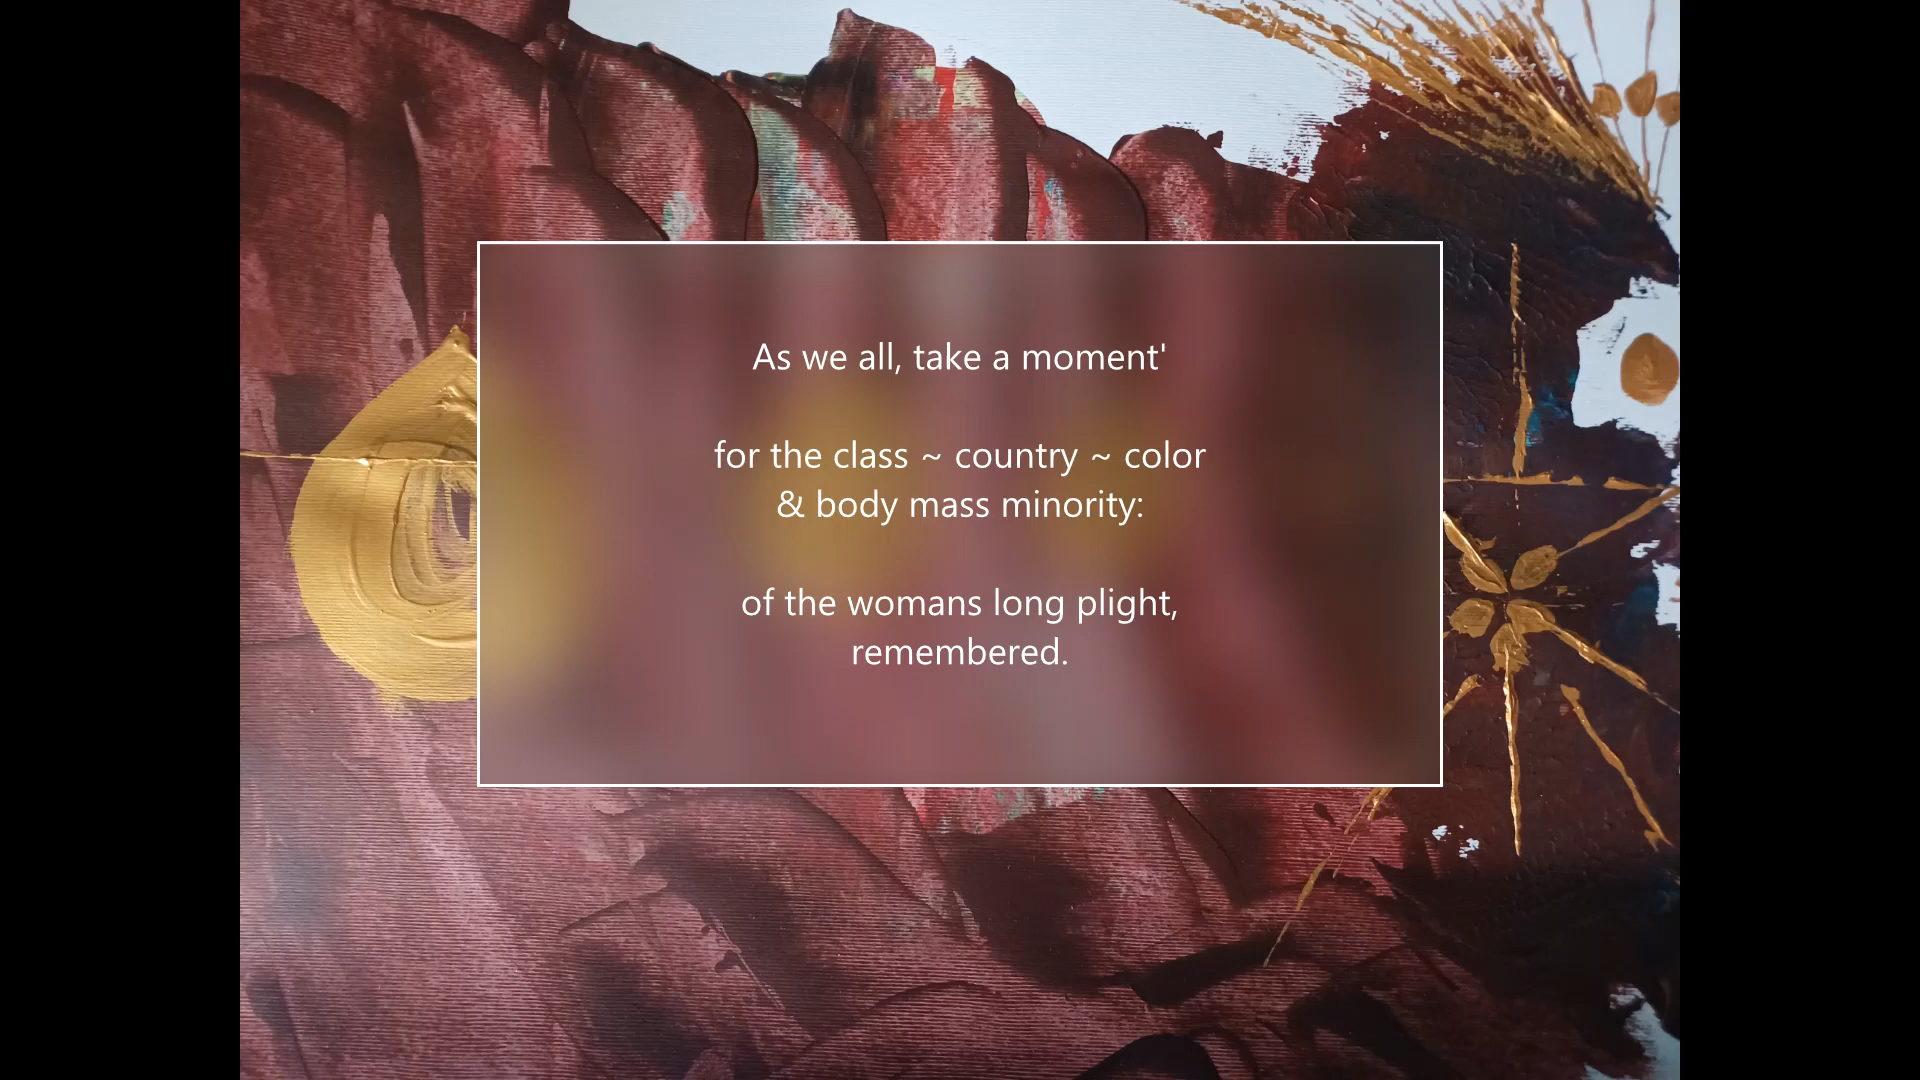 As we all, take a moment'
for the class ~ country ~ color
& body mass minority:
of the womans long plight,
remembered.